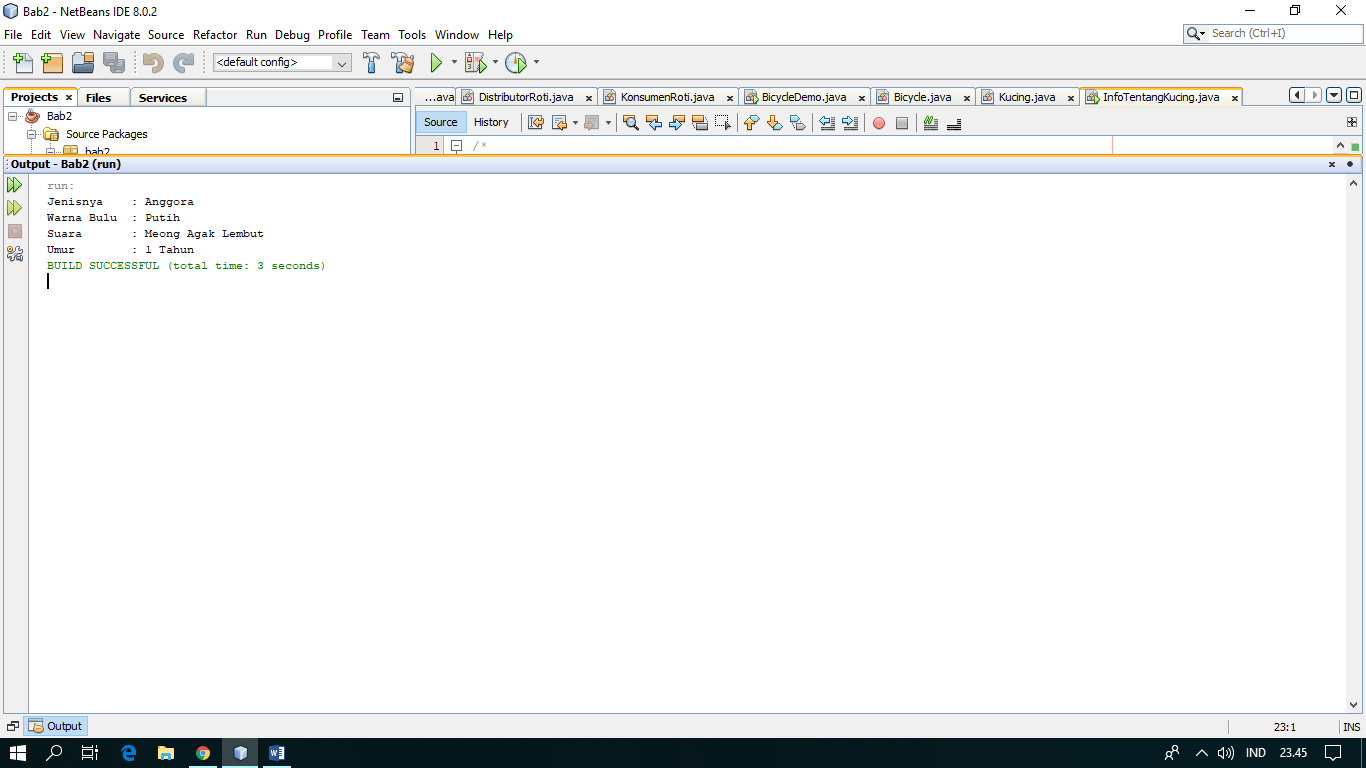 Bab2 - NetBeans IDE 8.0.2
File Edit View Navigate Source Refactor Run Debug Profile Team Tools Window Help
Search (Ctrl+I)
<default config>
Projects Files Services
...ava DistributorRoti.java KonsumenRoti.java BicycleDemo.java Bicycle.java Kucing.java InfoTentangKucing.java
Bab2
Source Packages
bab2
Source History
1 /*
Output - Bab2 (run)
run:
Jenisnya    : Anggora
Warna Bulu  : Putih
Suara       : Meong Agak Lembut
Umur        : 1 Tahun
BUILD SUCCESSFUL (total time: 3 seconds)
Output
23:1 INS
IND 23.45